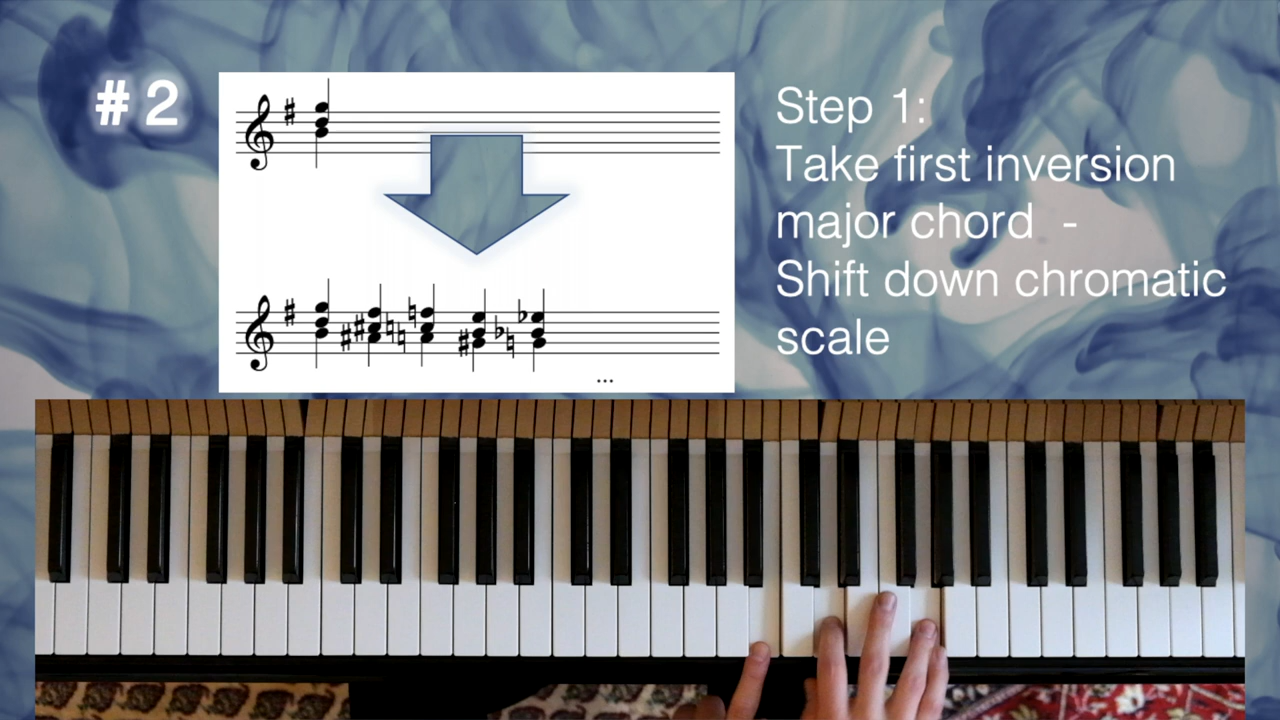 # 2
Step 1:
Take first inversion
major chord -
Shift down chromatic
scale
...